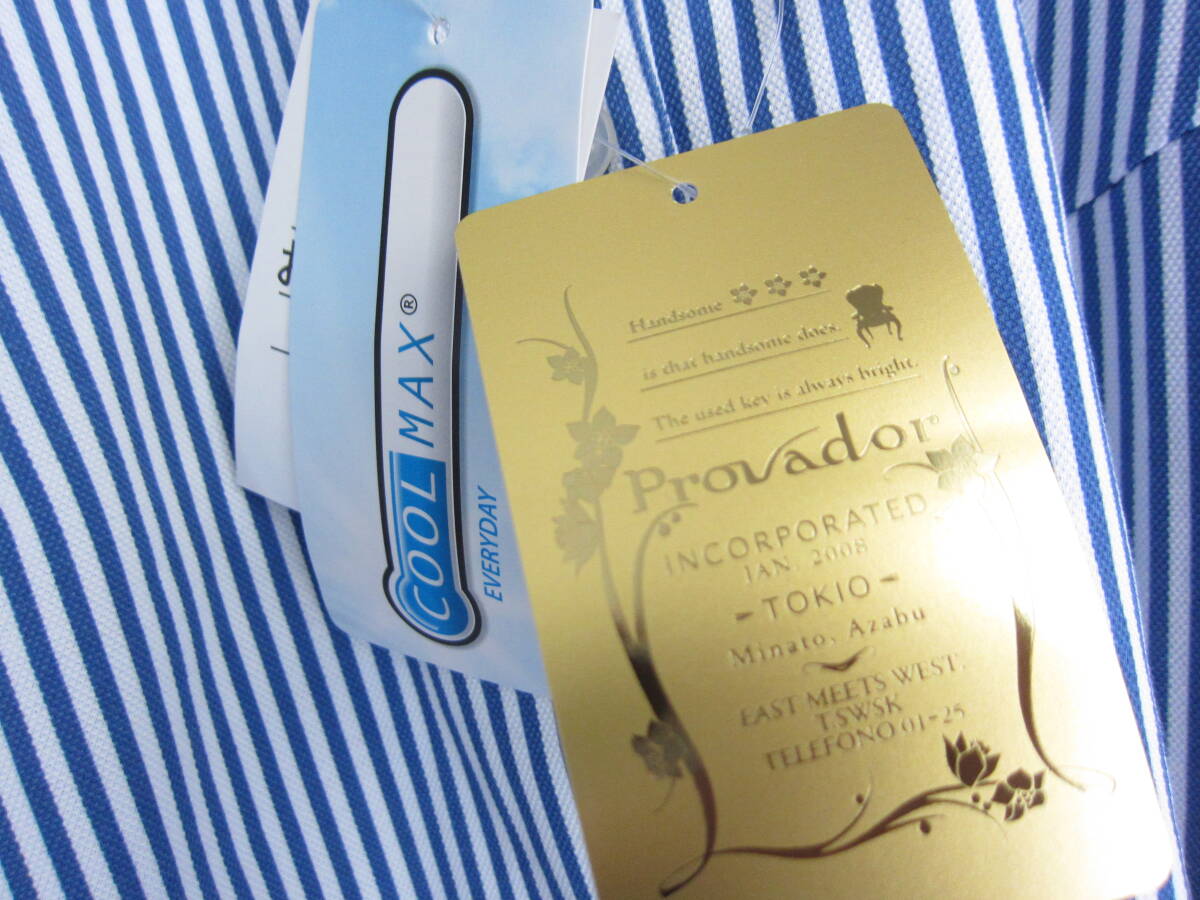 COOLMAX®
EVERYDAY
Handsome
is that handsome does.
The used key is always bright.
Provador®
INCORPORATED
JAN. 2008
-TOKIO-
Minato, Azabu
EAST MEETS WEST.
T.SWSK
TELEFONO 01-25